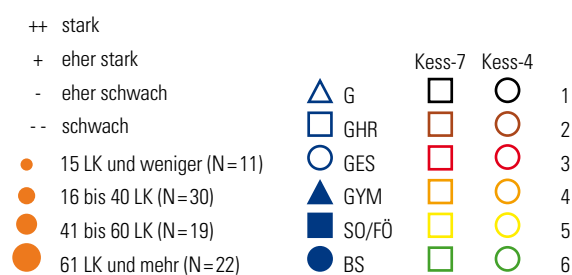 ++ stark
+ eher stark
- eher schwach
-- schwach
15 LK und weniger (N=11)
16 bis 40 LK (N=30)
41 bis 60 LK (N=19)
61 LK und mehr (N=22)
Kess-7 Kess-4
G 1
GHR 2
GES 3
GYM 4
SO/FÖ 5
BS 6